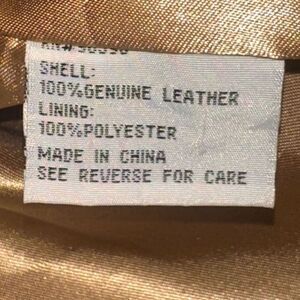 SHELL:
100%GENUINE LEATHER
LINING:
100%POLYESTER
MADE IN CHINA
SEE REVERSE FOR CARE